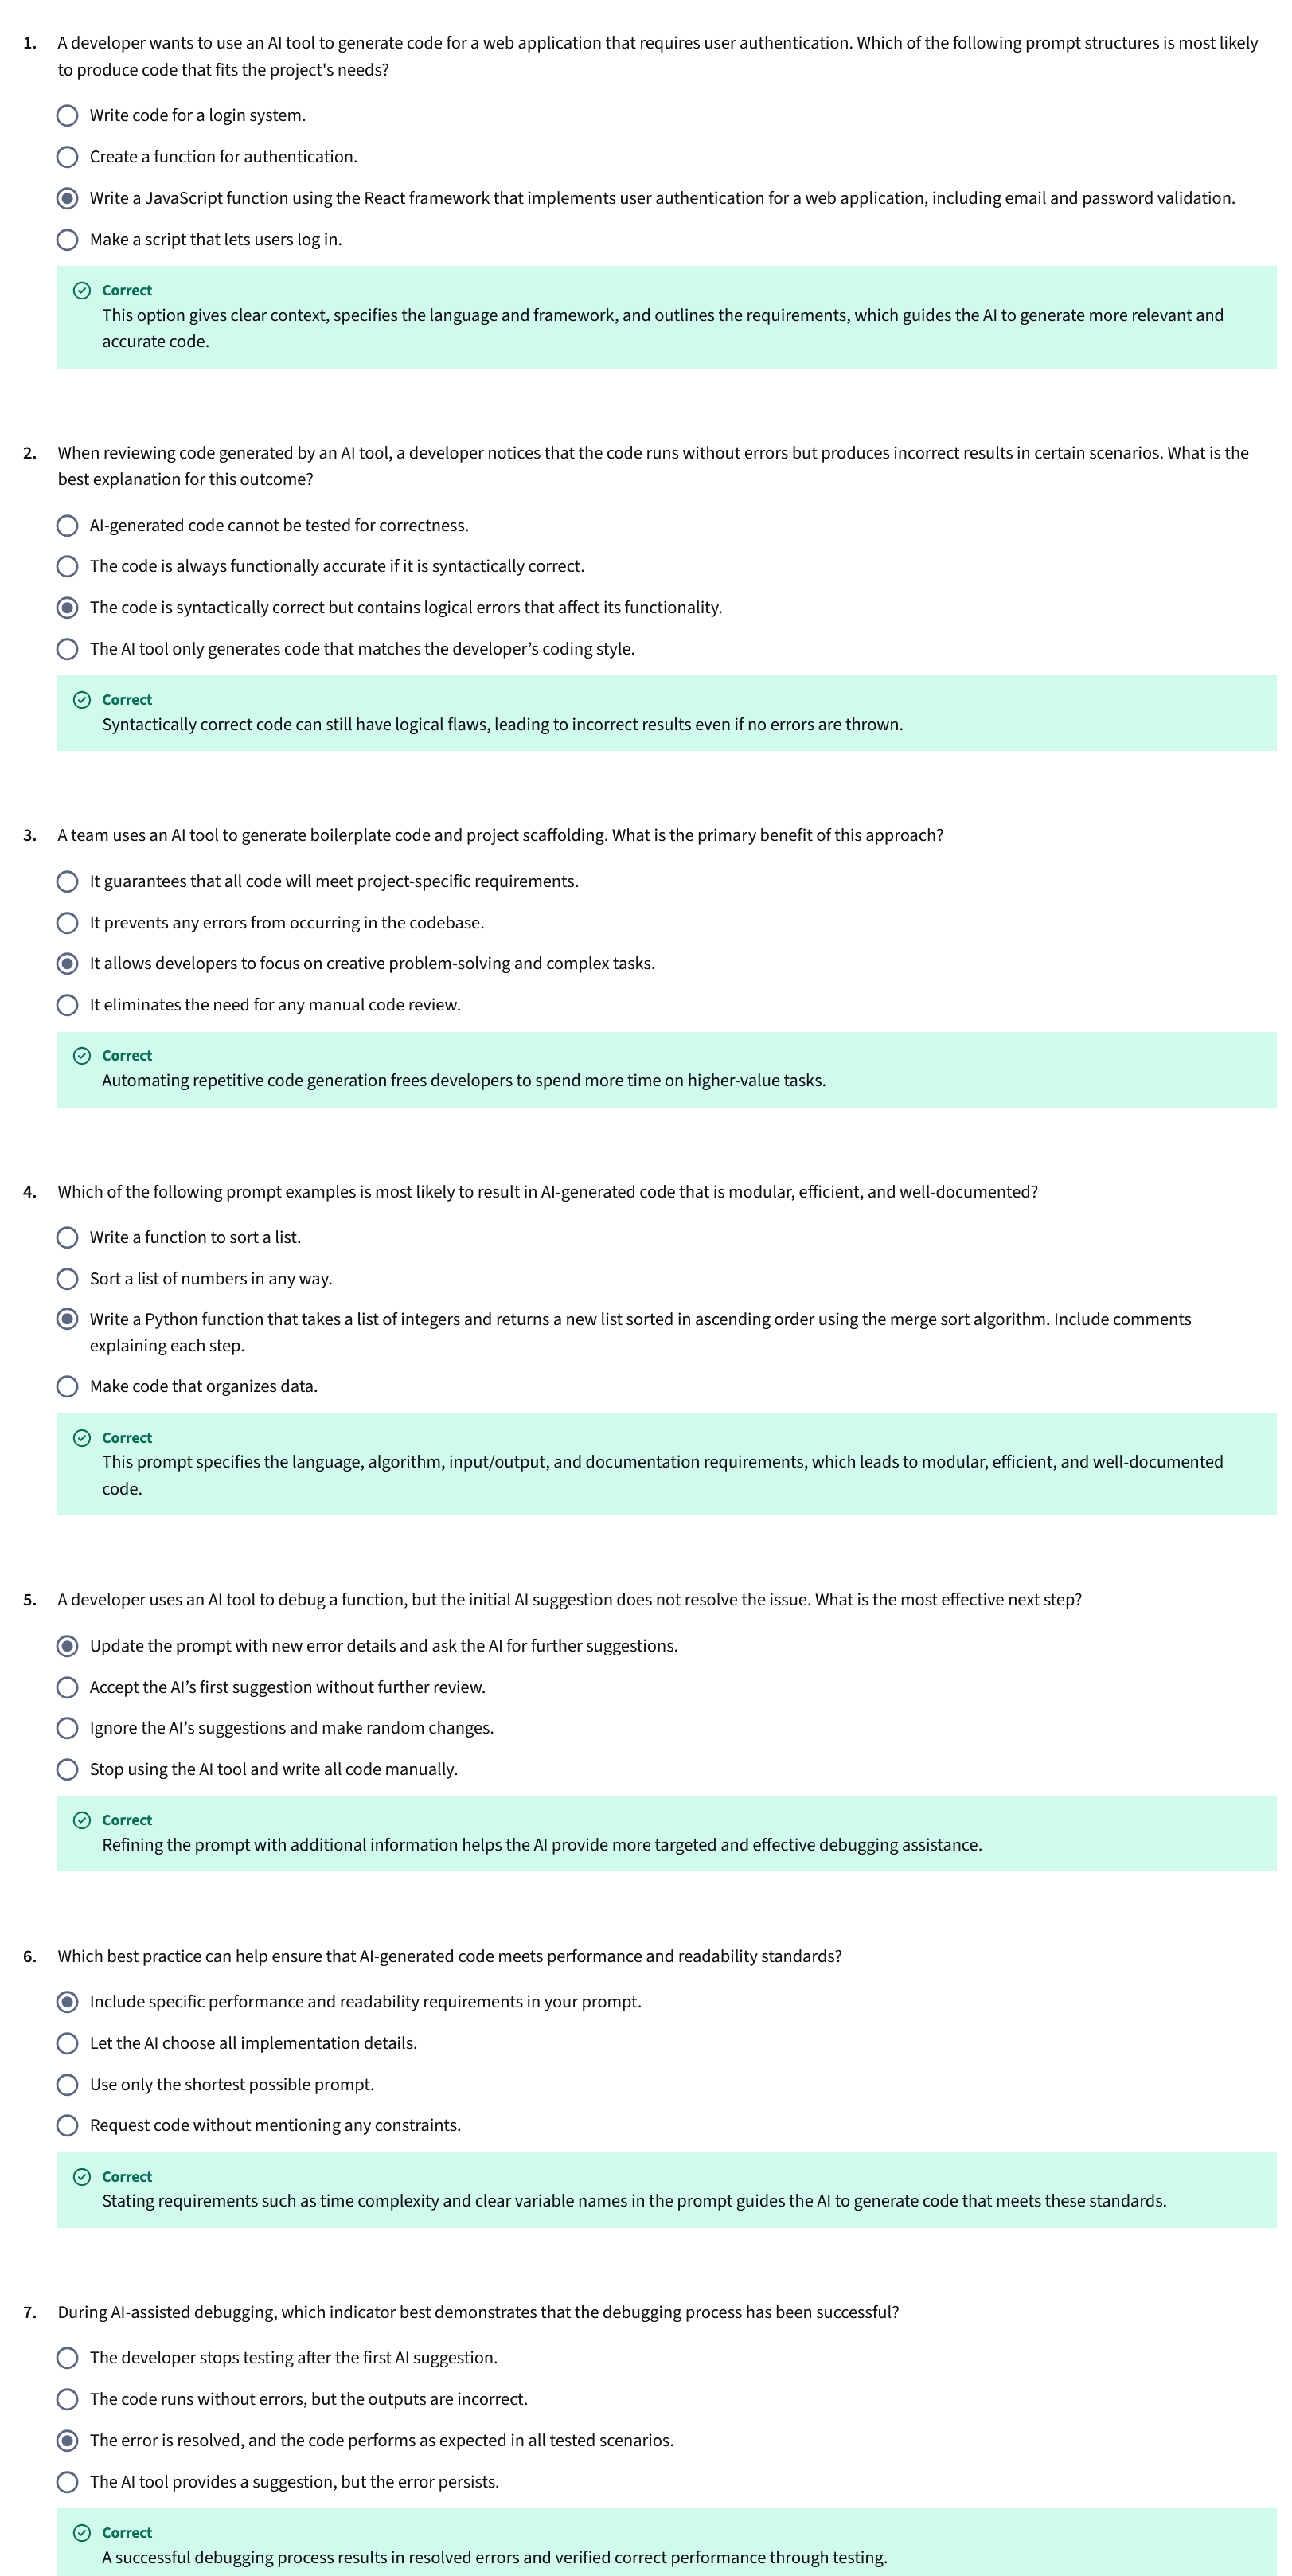 1. A developer wants to use an AI tool to generate code for a web application that requires user authentication. Which of the following prompt structures is most likely
to produce code that fits the project's needs?
Write code for a login system.
Create a function for authentication.
Write a JavaScript function using the React framework that implements user authentication for a web application, including email and password validation.
Make a script that lets users log in.
Correct
This option gives clear context, specifies the language and framework, and outlines the requirements, which guides the AI to generate more relevant and
accurate code.
2. When reviewing code generated by an AI tool, a developer notices that the code runs without errors but produces incorrect results in certain scenarios. What is the
best explanation for this outcome?
AI-generated code cannot be tested for correctness.
The code is always functionally accurate if it is syntactically correct.
The code is syntactically correct but contains logical errors that affect its functionality.
The AI tool only generates code that matches the developer’s coding style.
Correct
Syntactically correct code can still have logical flaws, leading to incorrect results even if no errors are thrown.
3. A team uses an AI tool to generate boilerplate code and project scaffolding. What is the primary benefit of this approach?
It guarantees that all code will meet project-specific requirements.
It prevents any errors from occurring in the codebase.
It allows developers to focus on creative problem-solving and complex tasks.
It eliminates the need for any manual code review.
Correct
Automating repetitive code generation frees developers to spend more time on higher-value tasks.
4. Which of the following prompt examples is most likely to result in AI-generated code that is modular, efficient, and well-documented?
Write a function to sort a list.
Sort a list of numbers in any way.
Write a Python function that takes a list of integers and returns a new list sorted in ascending order using the merge sort algorithm. Include comments
explaining each step.
Make code that organizes data.
Correct
This prompt specifies the language, algorithm, input/output, and documentation requirements, which leads to modular, efficient, and well-documented
code.
5. A developer uses an AI tool to debug a function, but the initial AI suggestion does not resolve the issue. What is the most effective next step?
Update the prompt with new error details and ask the AI for further suggestions.
Accept the AI’s first suggestion without further review.
Ignore the AI’s suggestions and make random changes.
Stop using the AI tool and write all code manually.
Correct
Refining the prompt with additional information helps the AI provide more targeted and effective debugging assistance.
6. Which best practice can help ensure that AI-generated code meets performance and readability standards?
Include specific performance and readability requirements in your prompt.
Let the AI choose all implementation details.
Use only the shortest possible prompt.
Request code without mentioning any constraints.
Correct
Stating requirements such as time complexity and clear variable names in the prompt guides the AI to generate code that meets these standards.
7. During AI-assisted debugging, which indicator best demonstrates that the debugging process has been successful?
The developer stops testing after the first AI suggestion.
The code runs without errors, but the outputs are incorrect.
The error is resolved, and the code performs as expected in all tested scenarios.
The AI tool provides a suggestion, but the error persists.
Correct
A successful debugging process results in resolved errors and verified correct performance through testing.